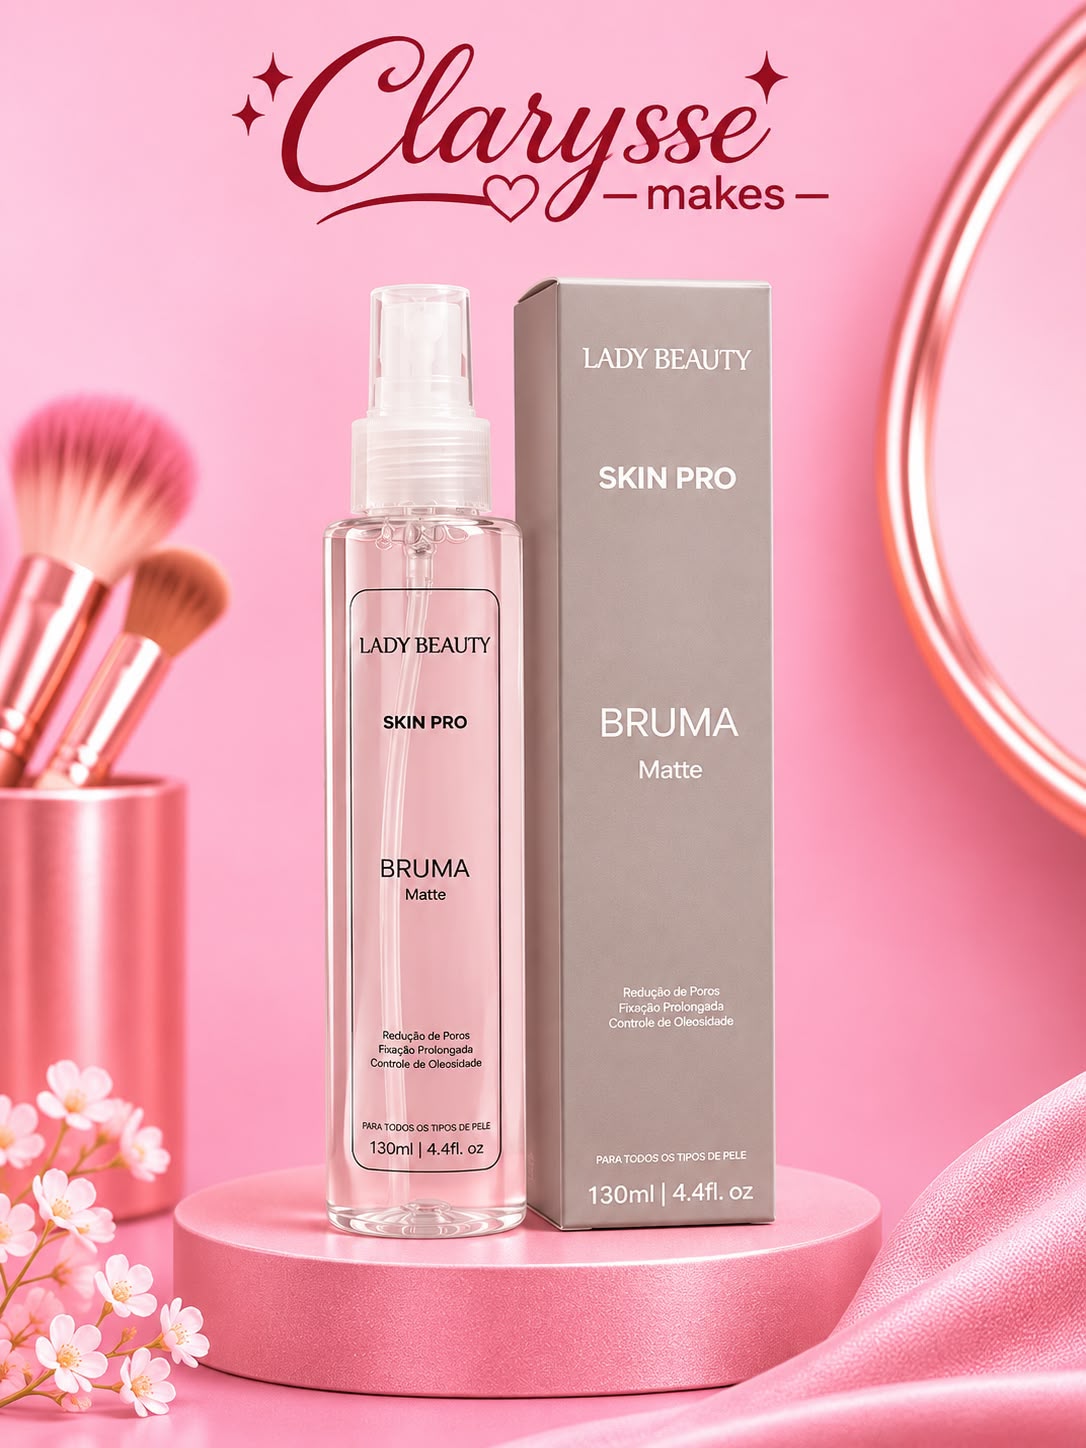 Clarysse
makes
LADY BEAUTY
SKIN PRO
BRUMA
Matte
Redução de Poros
Fixação Prolongada
Controle de Oleosidade
PARA TODOS OS TIPOS DE PELE
130ml | 4.4fl. oz
LADY BEAUTY
SKIN PRO
BRUMA
Matte
Redução de Poros
Fixação Prolongada
Controle de Oleosidade
PARA TODOS OS TIPOS DE PELE
130ml | 4.4fl. oz